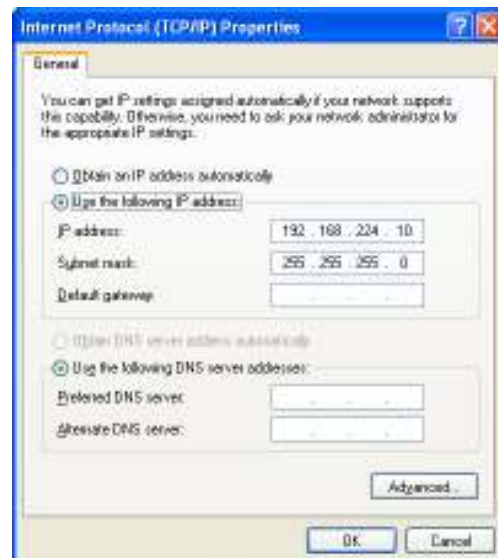 Internet Protocol (TCP/IP) Properties
General
You can get IP settings assigned automatically if your network supports
this capability. Otherwise, you need to ask your network administrator for
the appropriate IP settings.
Obtain an IP address automatically
Use the following IP address:
IP address: 192 . 168 . 224 . 10
Subnet mask: 255 . 255 . 255 . 0
Default gateway: . . .
Obtain DNS server address automatically
Use the following DNS server addresses:
Preferred DNS server: . . .
Alternate DNS server: . . .
Advanced...
OK Cancel